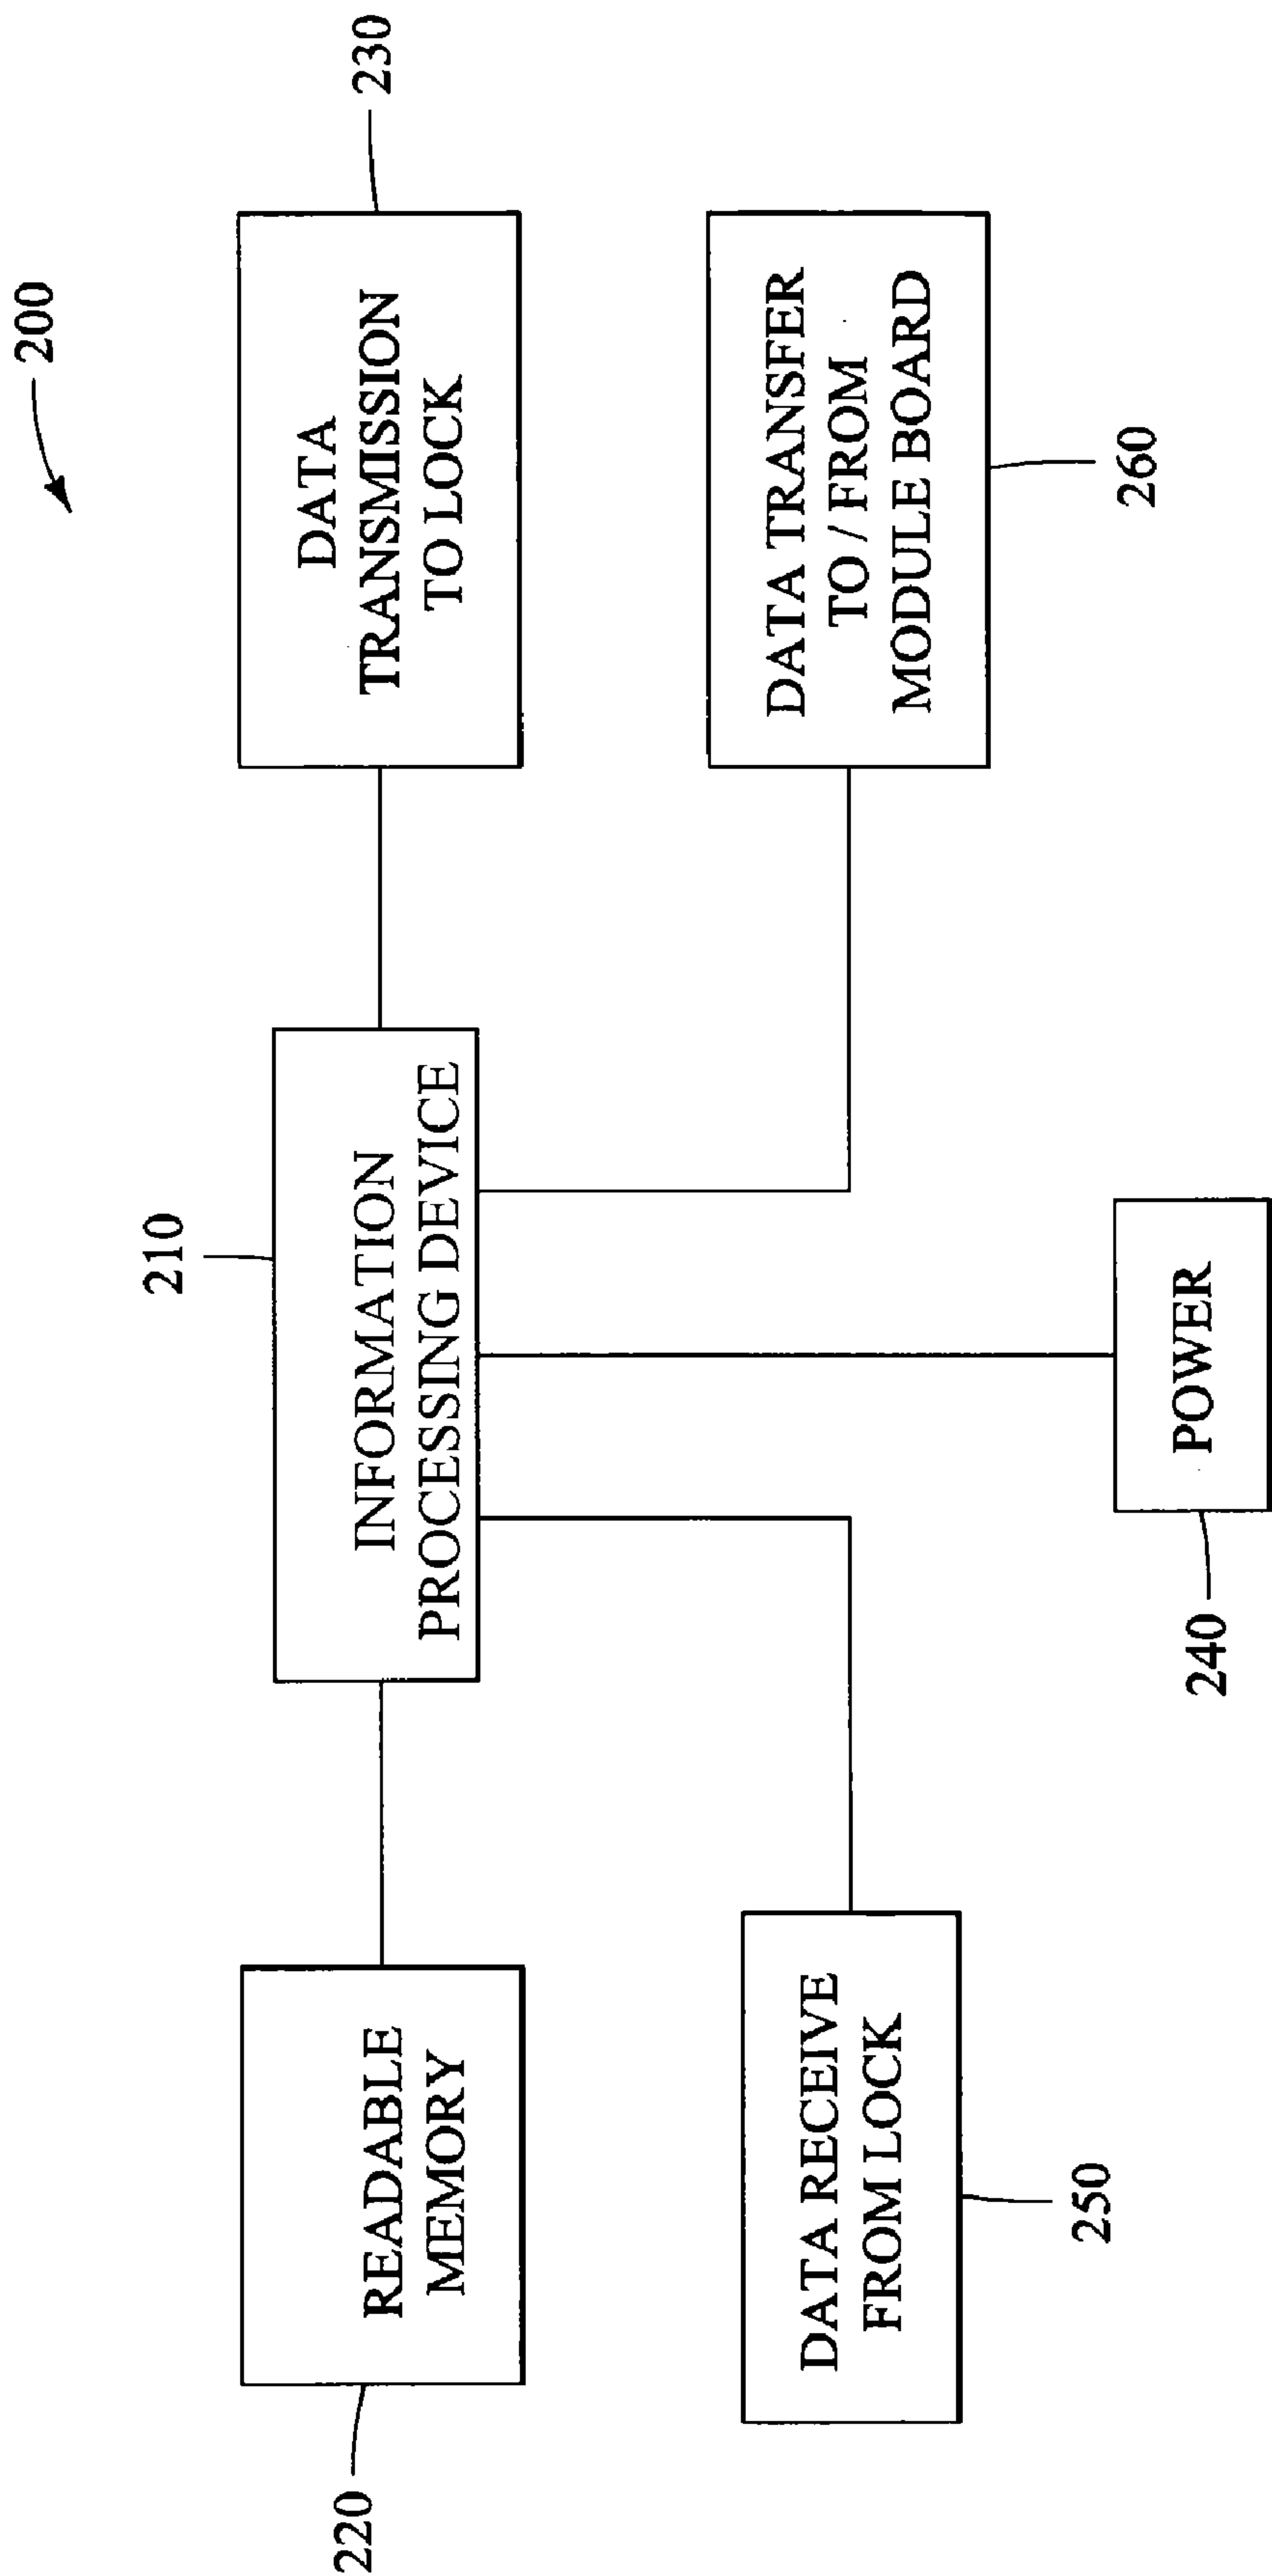 200
210
INFORMATION
PROCESSING DEVICE
220
READABLE
MEMORY
DATA
TRANSMISSION
TO LOCK
230
DATA RECEIVE
FROM LOCK
250
DATA TRANSFER
TO / FROM
MODULE BOARD
260
240
POWER